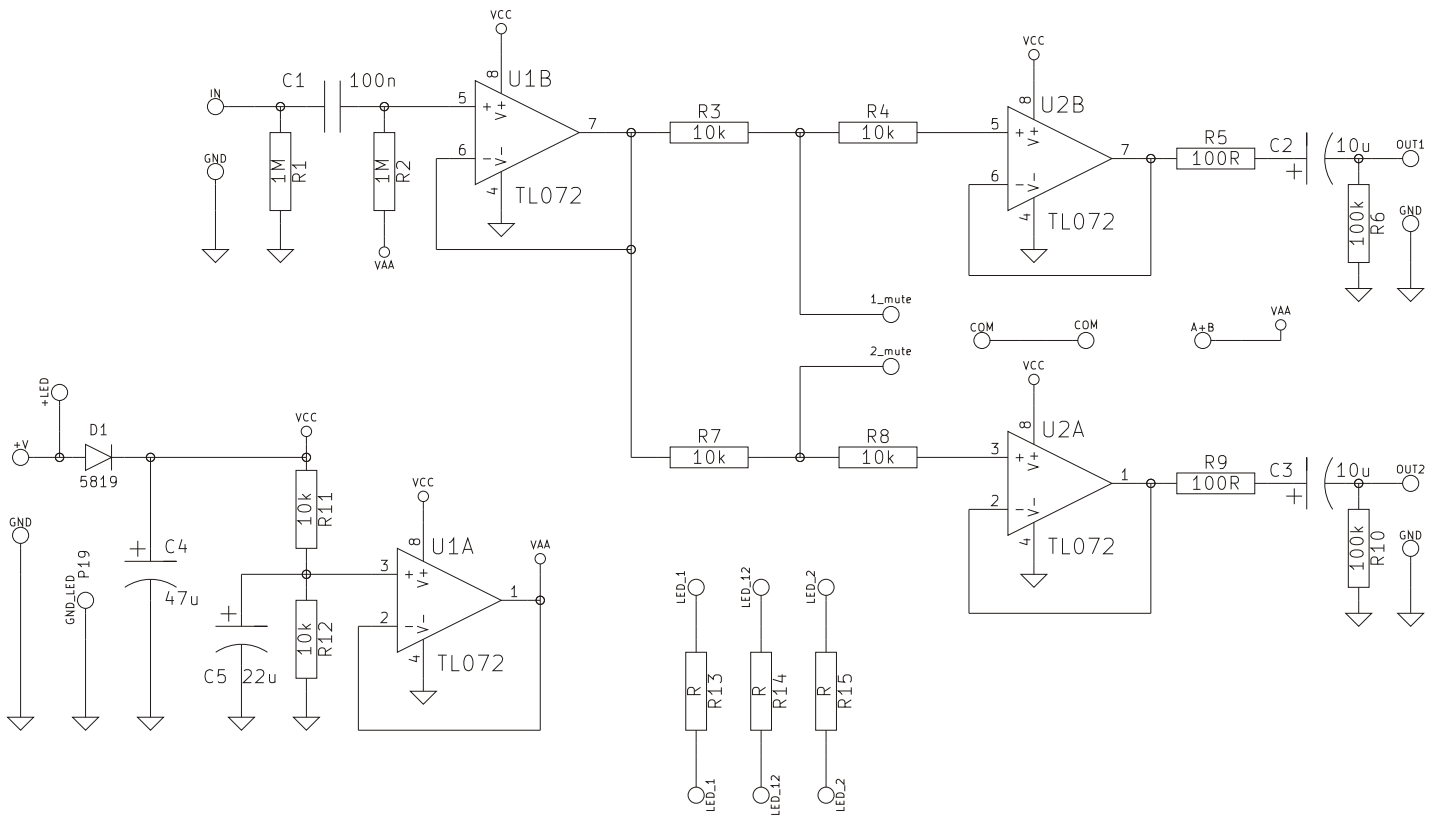 VCC
C1 100n
U1B
8
IN
5
+ V+
7
GND
1M
R1
1M
R2
6
− V-
4
TL072
VAA
R3
10k
R4
10k
VCC
8
U2B
5
+ V+
7
6
− V-
4
TL072
R5
100R
C2
+
10u
OUT1
100k
R6
GND
1_mute
2_mute
COM
COM
A+B
VAA
+LED
+V
D1
5819
VCC
10k
R11
GND
GND_LED P19
+
C4
47u
+
C5 22u
10k
R12
VCC
8
U1A
3
+ V+
1
VAA
2
− V-
4
TL072
R7
10k
R8
10k
VCC
8
U2A
3
+ V+
1
2
− V-
4
TL072
R9
100R
C3
+
10u
OUT2
100k
R10
GND
LED_1
LED_12
LED_2
R
R13
R
R14
R
R15
LED_1
LED_12
LED_2